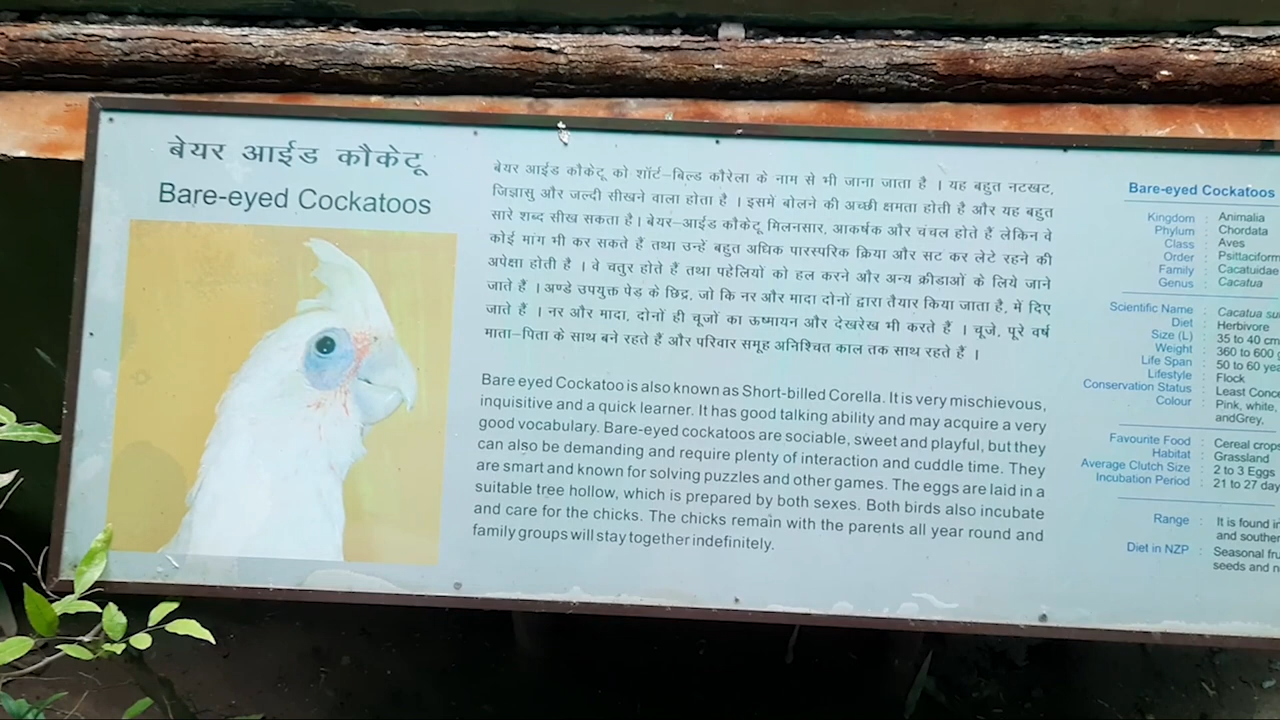 बेयर आईड कौकेटू
Bare-eyed Cockatoos
बेयर आईड कौकेटू को शॉर्ट-बिल्ड कौरेला के नाम से भी जाना जाता है । यह बहुत नटखट,
जिज्ञासु और जल्दी सीखने वाला होता है । इसमें बोलने की अच्छी क्षमता होती है और यह बहुत
सारे शब्द सीख सकता है। बेयर-आईड कौकेटू मिलनसार, आकर्षक और चंचल होते हैं लेकिन वे
कोई मांग भी कर सकते हैं तथा उन्हें बहुत अधिक पारस्परिक क्रिया और सट कर लेटे रहने की
अपेक्षा होती है । वे चतुर होते हैं तथा पहेलियों को हल करने और अन्य क्रीडाओं के लिये जाने
जाते हैं । अण्डे उपयुक्त पेड़ के छिद्र, जो कि नर और मादा दोनों द्वारा तैयार किया जाता है, में दिए
जाते हैं । नर और मादा, दोनों ही चूजों का ऊष्मायन और देखरेख भी करते हैं । चूजे, पूरे वर्ष
माता-पिता के साथ बने रहते हैं और परिवार समूह अनिश्चित काल तक साथ रहते हैं ।
Bare eyed Cockatoo is also known as Short-billed Corella. It is very mischievous,
inquisitive and a quick learner. It has good talking ability and may acquire a very
good vocabulary. Bare-eyed cockatoos are sociable, sweet and playful, but they
can also be demanding and require plenty of interaction and cuddle time. They
are smart and known for solving puzzles and other games. The eggs are laid in a
suitable tree hollow, which is prepared by both sexes. Both birds also incubate
and care for the chicks. The chicks remain with the parents all year round and
family groups will stay together indefinitely.
Bare-eyed Cockatoos
Kingdom : Animalia
Phylum : Chordata
Class : Aves
Order : Psittaciform
Family : Cacatuidae
Genus : Cacatua
Scientific Name : Cacatua
Diet : Herbivore
Size (L) : 35 to 40 cm
Weight : 360 to 600
Life Span : 50 to 60
Lifestyle : Flock
Conservation Status : Least
Colour : Pink, white,
andGrey,
Favourite Food : Cereal crops
Habitat : Grassland
Average Clutch Size : 2 to 3 Eggs
Incubation Period : 21 to 27
Range : It is found
and
Diet in NZP : Seasonal
seeds and